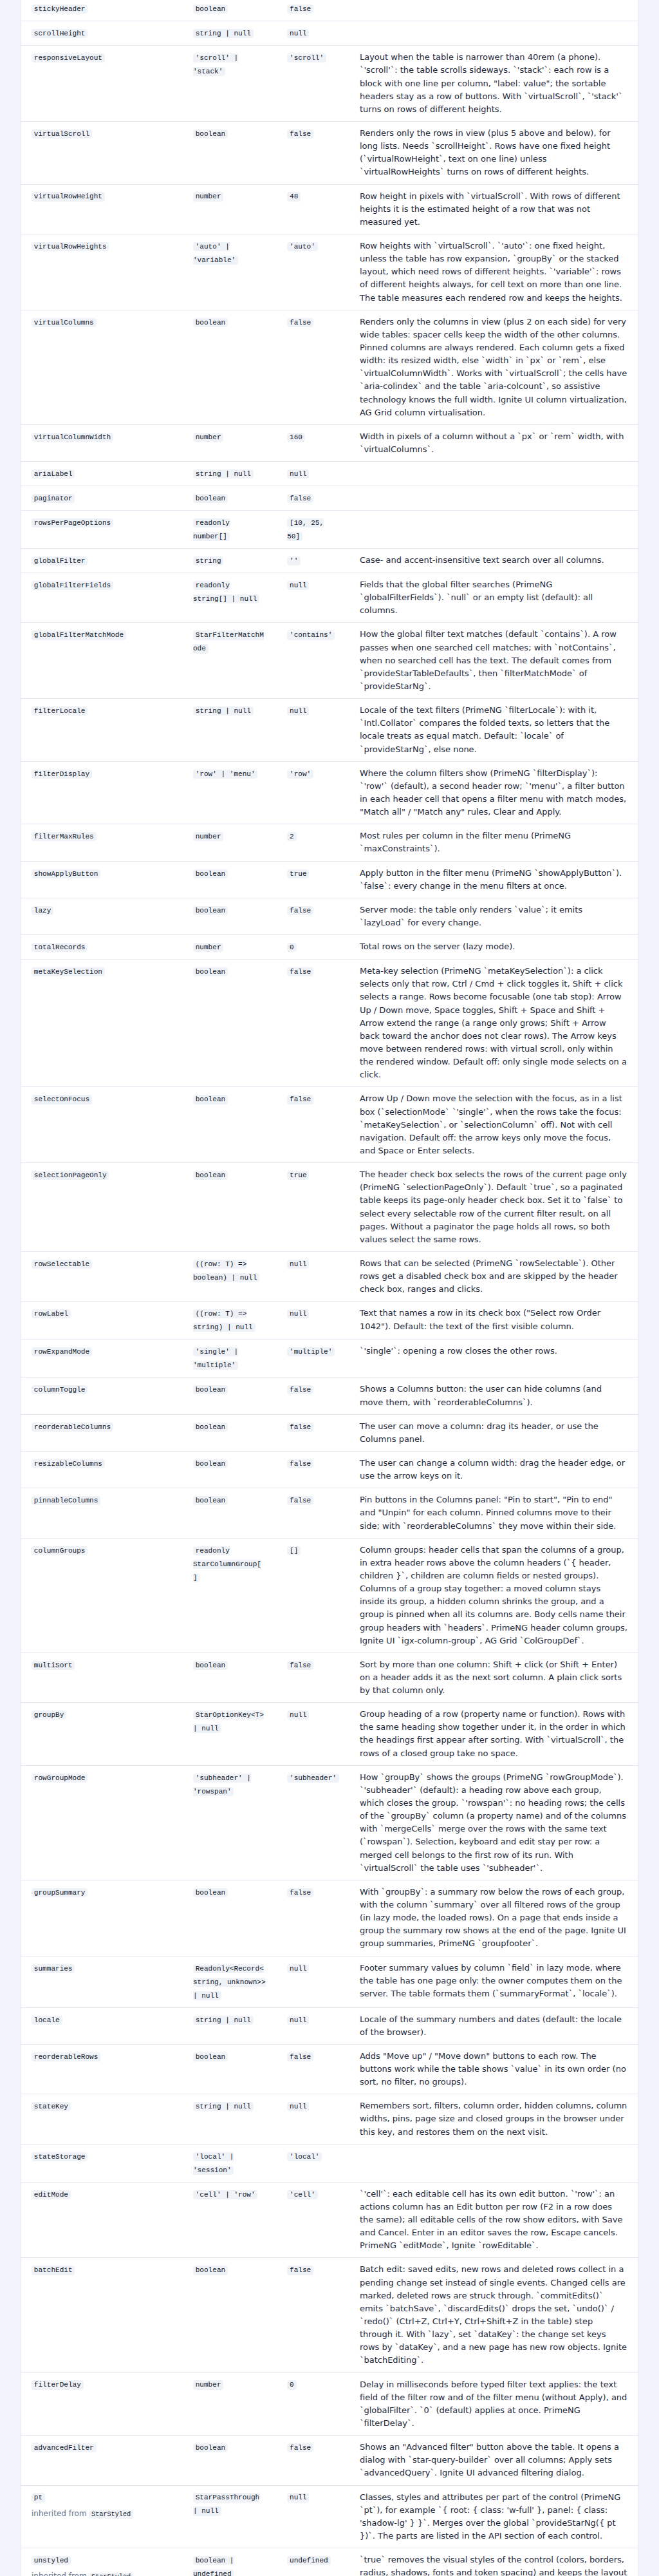 stickyHeader boolean false
scrollHeight string | null null
responsiveLayout 'scroll' | 'scroll' Layout when the table is narrower than 40rem (a phone).
'stack' `'scroll'`: the table scrolls sideways. `'stack'`: each row is a
block with one line per column, "label: value"; the sortable
headers stay as a row of buttons. With `virtualScroll`, `'stack'`
turns on rows of different heights.
virtualScroll boolean false Renders only the rows in view (plus 5 above and below), for
long lists. Needs `scrollHeight`. Rows have one fixed height
(`virtualRowHeight`, text on one line) unless
`virtualRowHeights` turns on rows of different heights.
virtualRowHeight number 48 Row height in pixels with `virtualScroll`. With rows of different
heights it is the estimated height of a row that was not
measured yet.
virtualRowHeights 'auto' | 'auto' Row heights with `virtualScroll`. `'auto'`: one fixed height,
'variable' unless the table has row expansion, `groupBy` or the stacked
layout, which need rows of different heights. `'variable'`: rows
of different heights always, for cell text on more than one line.
The table measures each rendered row and keeps the heights.
virtualColumns boolean false Renders only the columns in view (plus 2 on each side) for very
wide tables: spacer cells keep the width of the other columns.
Pinned columns are always rendered. Each column gets a fixed
width: its resized width, else `width` in `px` or `rem`, else
`virtualColumnWidth`. Works with `virtualScroll`; the cells have
`aria-colindex` and the table `aria-colcount`, so assistive
technology knows the full width. Ignite UI column virtualization,
AG Grid column virtualisation.
virtualColumnWidth number 160 Width in pixels of a column without a `px` or `rem` width, with
`virtualColumns`.
ariaLabel string | null null
paginator boolean false
rowsPerPageOptions readonly [10, 25,
number[] 50]
globalFilter string '' Case- and accent-insensitive text search over all columns.
globalFilterFields readonly null Fields that the global filter searches (PrimeNG
string[] | null `globalFilterFields`). `null` or an empty list (default): all
columns.
globalFilterMatchMode StarFilterMatchM 'contains' How the global filter text matches (default `contains`). A row
ode passes when one searched cell matches; with `notContains`,
when no searched cell has the text. The default comes from
`provideStarTableDefaults`, then `filterMatchMode` of
`provideStarNg`.
filterLocale string | null null Locale of the text filters (PrimeNG `filterLocale`): with it,
`Intl.Collator` compares the folded texts, so letters that the
locale treats as equal match. Default: `locale` of
`provideStarNg`, else none.
filterDisplay 'row' | 'menu' 'row' Where the column filters show (PrimeNG `filterDisplay`):
`'row'` (default), a second header row; `'menu'`, a filter button
in each header cell that opens a filter menu with match modes,
"Match all" / "Match any" rules, Clear and Apply.
filterMaxRules number 2 Most rules per column in the filter menu (PrimeNG
`maxConstraints`).
showApplyButton boolean true Apply button in the filter menu (PrimeNG `showApplyButton`).
`false`: every change in the menu filters at once.
lazy boolean false Server mode: the table only renders `value`; it emits
`lazyLoad` for every change.
totalRecords number 0 Total rows on the server (lazy mode).
metaKeySelection boolean false Meta-key selection (PrimeNG `metaKeySelection`): a click
selects only that row, Ctrl / Cmd + click toggles it, Shift + click
selects a range. Rows become focusable (one tab stop): Arrow
Up / Down move, Space toggles, Shift + Space and Shift +
Arrow extend the range (a range only grows; Shift + Arrow
back toward the anchor does not clear rows). The Arrow keys
move between rendered rows: with virtual scroll, only within
the rendered window. Default off: only single mode selects on a
click.
selectOnFocus boolean false Arrow Up / Down move the selection with the focus, as in a list
box (`selectionMode` `'single'`, when the rows take the focus:
`metaKeySelection`, or `selectionColumn` off). Not with cell
navigation. Default off: the arrow keys only move the focus,
and Space or Enter selects.
selectionPageOnly boolean true The header check box selects the rows of the current page only
(PrimeNG `selectionPageOnly`). Default `true`, so a paginated
table keeps its page-only header check box. Set it to `false` to
select every selectable row of the current filter result, on all
pages. Without a paginator the page holds all rows, so both
values select the same rows.
rowSelectable ((row: T) => null Rows that can be selected (PrimeNG `rowSelectable`). Other
boolean) | null rows get a disabled check box and are skipped by the header
check box, ranges and clicks.
rowLabel ((row: T) => null Text that names a row in its check box ("Select row Order
string) | null 1042"). Default: the text of the first visible column.
rowExpandMode 'single' | 'multiple' `'single'`: opening a row closes the other rows.
'multiple'
columnToggle boolean false Shows a Columns button: the user can hide columns (and
move them, with `reorderableColumns`).
reorderableColumns boolean false The user can move a column: drag its header, or use the
Columns panel.
resizableColumns boolean false The user can change a column width: drag the header edge, or
use the arrow keys on it.
pinnableColumns boolean false Pin buttons in the Columns panel: "Pin to start", "Pin to end"
and "Unpin" for each column. Pinned columns move to their
side; with `reorderableColumns` they move within their side.
columnGroups readonly [] Column groups: header cells that span the columns of a group,
StarColumnGroup[ in extra header rows above the column headers (`{ header,
] children }`, children are column fields or nested groups).
Columns of a group stay together: a moved column stays
inside its group, a hidden column shrinks the group, and a
group is pinned when all its columns are. Body cells name their
group headers with `headers`. PrimeNG header column groups,
Ignite UI `igx-column-group`, AG Grid `ColGroupDef`.
multiSort boolean false Sort by more than one column: Shift + click (or Shift + Enter)
on a header adds it as the next sort column. A plain click sorts
by that column only.
groupBy StarOptionKey<T> null Group heading of a row (property name or function). Rows with
| null the same heading show together under it, in the order in which
the headings first appear after sorting. With `virtualScroll`, the
rows of a closed group take no space.
rowGroupMode 'subheader' | 'subheader' How `groupBy` shows the groups (PrimeNG `rowGroupMode`).
'rowspan' `'subheader'` (default): a heading row above each group,
which closes the group. `'rowspan'`: no heading rows; the cells
of the `groupBy` column (a property name) and of the columns
with `mergeCells` merge over the rows with the same text
(`rowspan`). Selection, keyboard and edit stay per row: a
merged cell belongs to the first row of its run. With
`virtualScroll` the table uses `'subheader'`.
groupSummary boolean false With `groupBy`: a summary row below the rows of each group,
with the column `summary` over all filtered rows of the group
(in lazy mode, the loaded rows). On a page that ends inside a
group the summary row shows at the end of the page. Ignite UI
group summaries, PrimeNG `groupfooter`.
summaries Readonly<Record< null Footer summary values by column `field` in lazy mode, where
string, unknown>> the table has one page only: the owner computes them on the
| null server. The table formats them (`summaryFormat`, `locale`).
locale string | null null Locale of the summary numbers and dates (default: the locale
of the browser).
reorderableRows boolean false Adds "Move up" / "Move down" buttons to each row. The
buttons work while the table shows `value` in its own order (no
sort, no filter, no groups).
stateKey string | null null Remembers sort, filters, column order, hidden columns, column
widths, pins, page size and closed groups in the browser under
this key, and restores them on the next visit.
stateStorage 'local' | 'local'
'session'
editMode 'cell' | 'row' 'cell' `'cell'`: each editable cell has its own edit button. `'row'`: an
actions column has an Edit button per row (F2 in a row does
the same); all editable cells of the row show editors, with Save
and Cancel. Enter in an editor saves the row, Escape cancels.
PrimeNG `editMode`, Ignite `rowEditable`.
batchEdit boolean false Batch edit: saved edits, new rows and deleted rows collect in a
pending change set instead of single events. Changed cells are
marked, deleted rows are struck through. `commitEdits()`
emits `batchSave`, `discardEdits()` drops the set, `undo()` /
`redo()` (Ctrl+Z, Ctrl+Y, Ctrl+Shift+Z in the table) step
through it. With `lazy`, set `dataKey`: the change set keys
rows by `dataKey`, and a new page has new row objects. Ignite
`batchEditing`.
filterDelay number 0 Delay in milliseconds before typed filter text applies: the text
field of the filter row and of the filter menu (without Apply), and
`globalFilter`. `0` (default) applies at once. PrimeNG
`filterDelay`.
advancedFilter boolean false Shows an "Advanced filter" button above the table. It opens a
dialog with `star-query-builder` over all columns; Apply sets
`advancedQuery`. Ignite UI advanced filtering dialog.
pt StarPassThrough null Classes, styles and attributes per part of the control (PrimeNG
inherited from StarStyled | null `pt`), for example `{ root: { class: 'w-full' }, panel: { class:
'shadow-lg' } }`. Merges over the global `provideStarNg({ pt
})`. The parts are listed in the API section of each control.
unstyled boolean | undefined `true` removes the visual styles of the control (colors, borders,
inherited from StarStyled undefined radius, shadows, fonts and token spacing) and keeps the layout